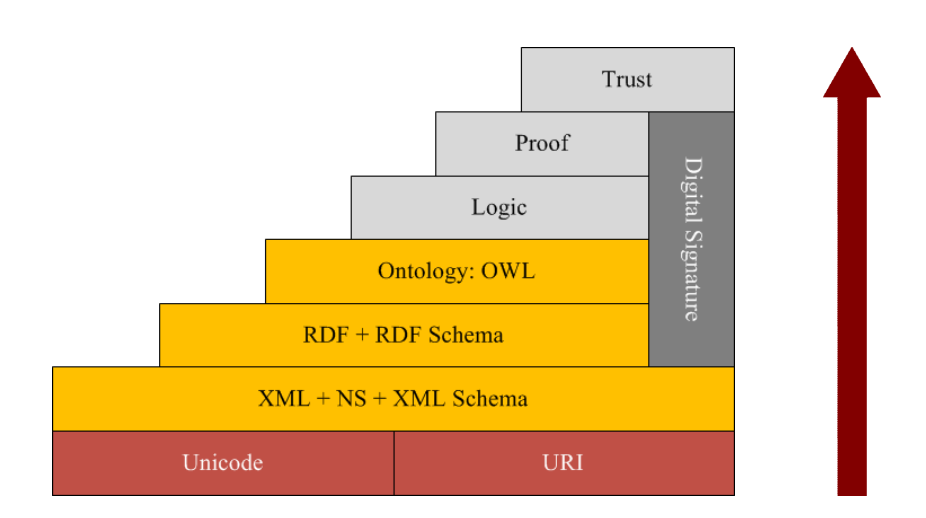 Trust
Proof
Digital Signature
Logic
Ontology: OWL
RDF + RDF Schema
XML + NS + XML Schema
Unicode
URI